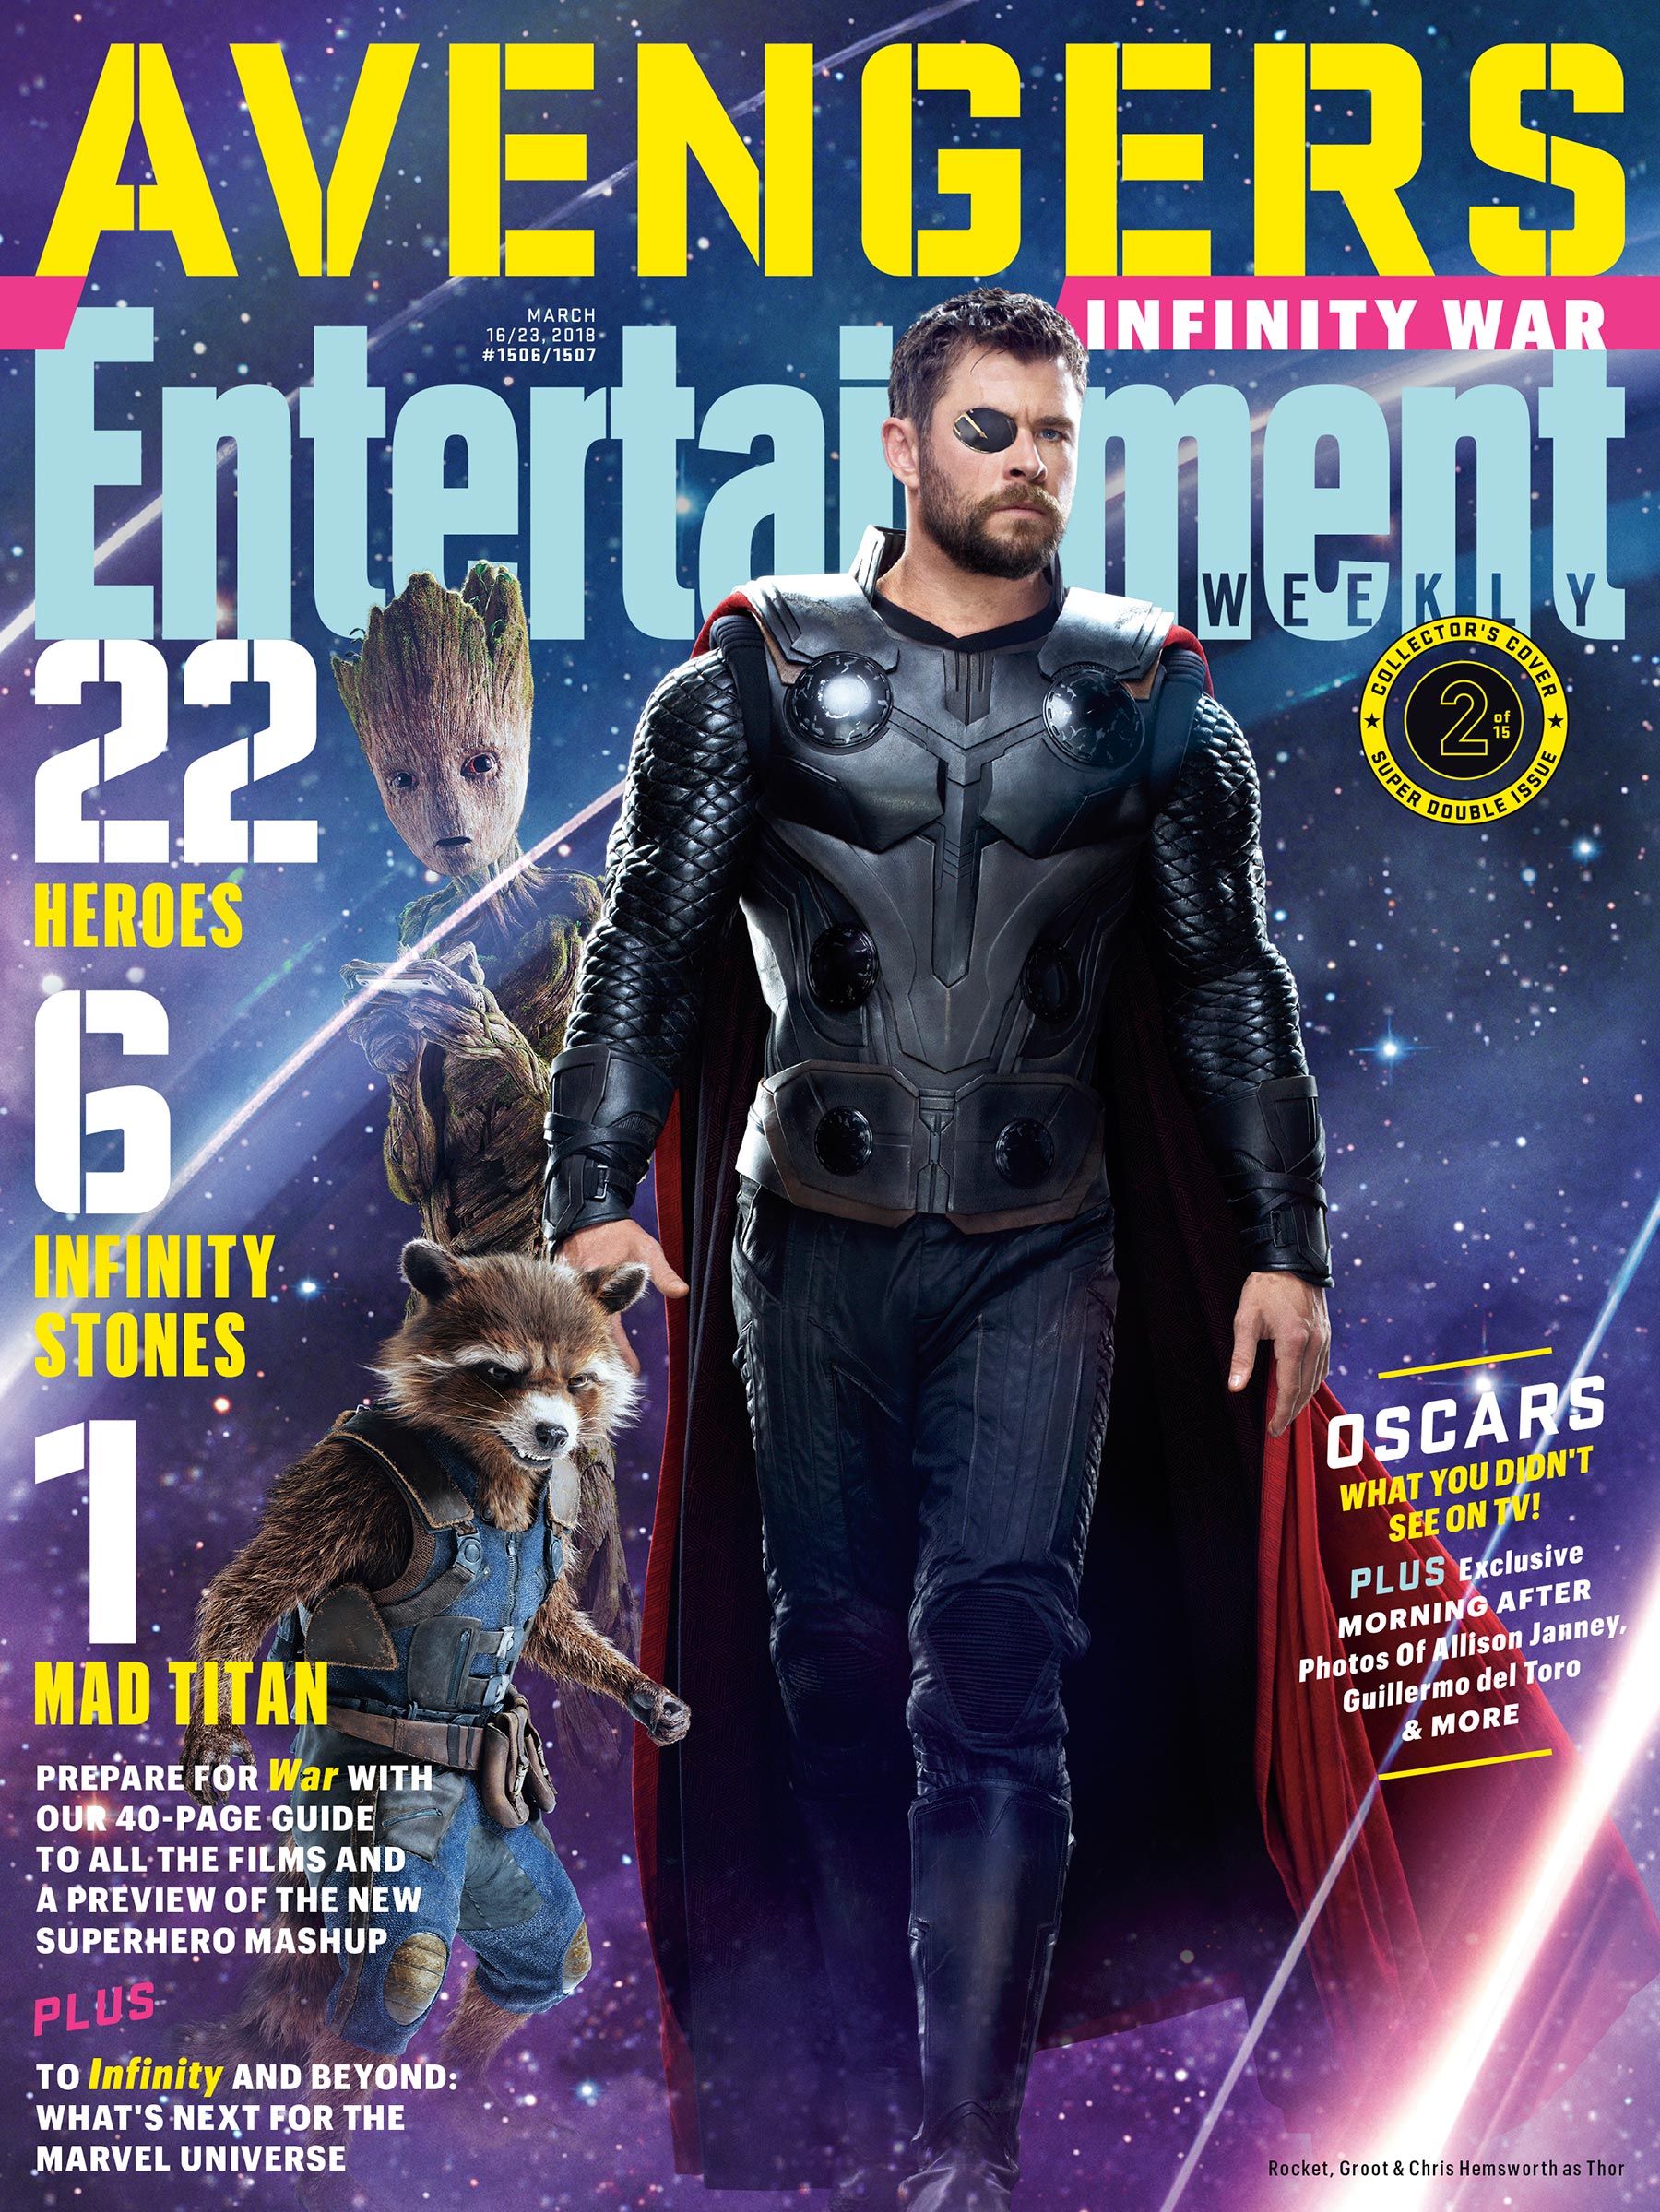 AVENGERS
INFINITY WAR
MARCH
16/23, 2018
#1506/1507
Entertainment
WEEKLY
COLLECTOR'S COVER
2 of 15
SUPER DOUBLE ISSUE
22
HEROES
6
INFINITY
STONES
1
MAD TITAN
PREPARE FOR War WITH
OUR 40-PAGE GUIDE
TO ALL THE FILMS AND
A PREVIEW OF THE NEW
SUPERHERO MASHUP
PLUS
TO Infinity AND BEYOND:
WHAT'S NEXT FOR THE
MARVEL UNIVERSE
OSCARS
WHAT YOU DIDN'T
SEE ON TV!
PLUS Exclusive
MORNING AFTER
Photos Of Allison Janney,
Guillermo del Toro
& MORE
Rocket, Groot & Chris Hemsworth as Thor